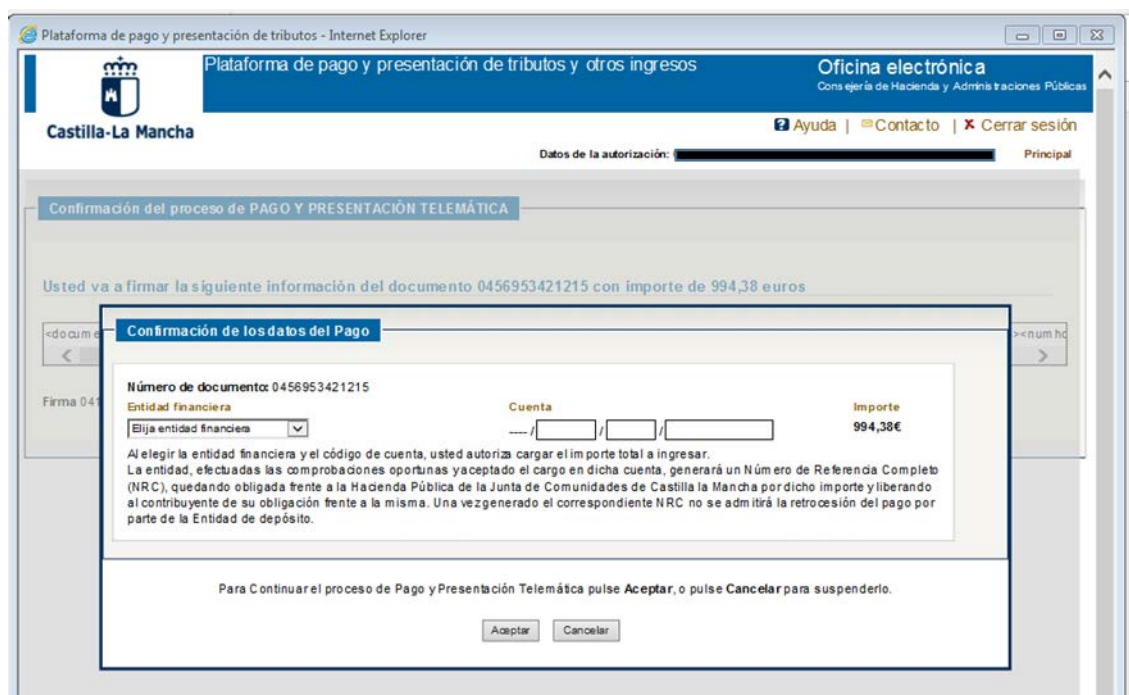 Plataforma de pago y presentación de tributos - Internet Explorer
Plataforma de pago y presentación de tributos y otros ingresos
Oficina electrónica
Consejería de Hacienda y Administraciones Públicas
Castilla-La Mancha
Ayuda | Contacto | Cerrar sesión
Datos de la autorización:
Principal
Confirmación del proceso de PAGO Y PRESENTACIÓN TELEMÁTICA
Usted va a firmar la siguiente información del documento 0456953421215 con importe de 994,38 euros
<docume
><numho
Firma 041
Confirmación de los datos del Pago
Número de documento: 0456953421215
Entidad financiera Cuenta Importe
Elija entidad financiera ---- / / / 994,38€
Al elegir la entidad financiera y el código de cuenta, usted autoriza cargar el importe total a ingresar.
La entidad, efectuadas las comprobaciones oportunas y aceptado el cargo en dicha cuenta, generará un Número de Referencia Completo
(NRC), quedando obligada frente a la Hacienda Pública de la Junta de Comunidades de Castilla la Mancha por dicho importe y liberando
al contribuyente de su obligación frente a la misma. Una vez generado el correspondiente NRC no se admitirá la retrocesión del pago por
parte de la Entidad de depósito.
Para Continuar el proceso de Pago y Presentación Telemática pulse Aceptar, o pulse Cancelar para suspenderlo.
Aceptar Cancelar